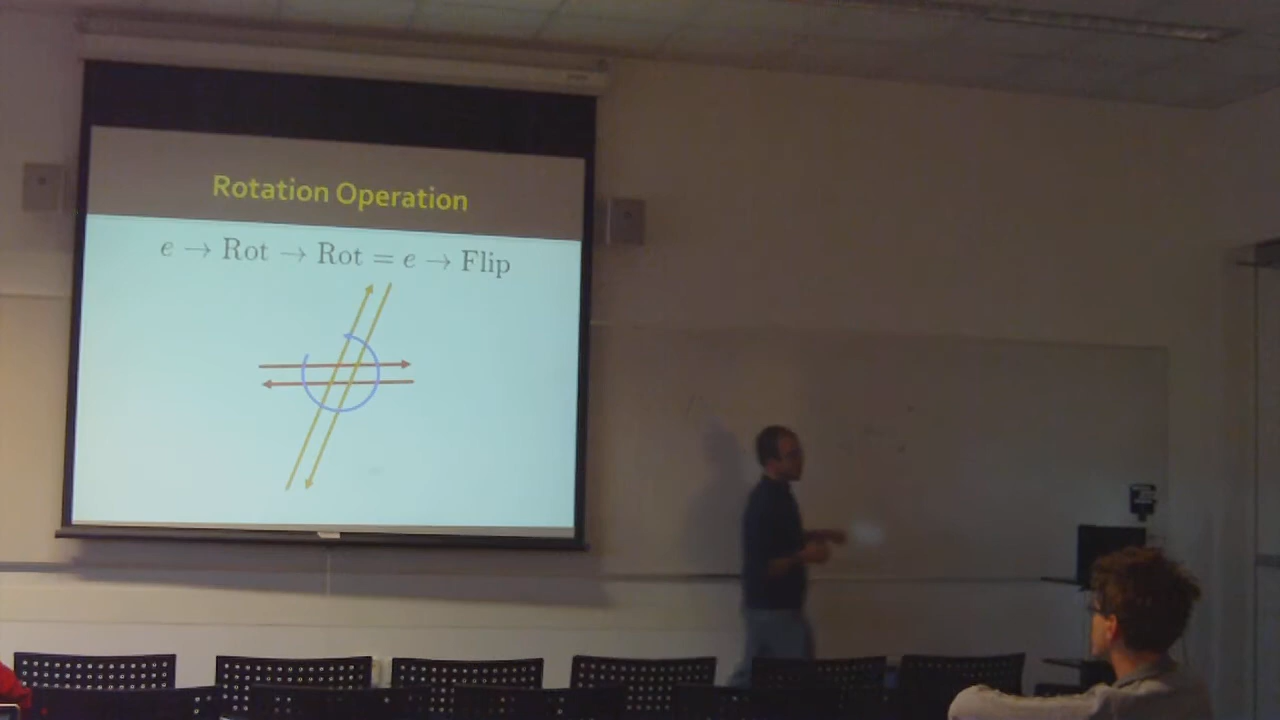 Rotation Operation
e → Rot → Rot = e → Flip